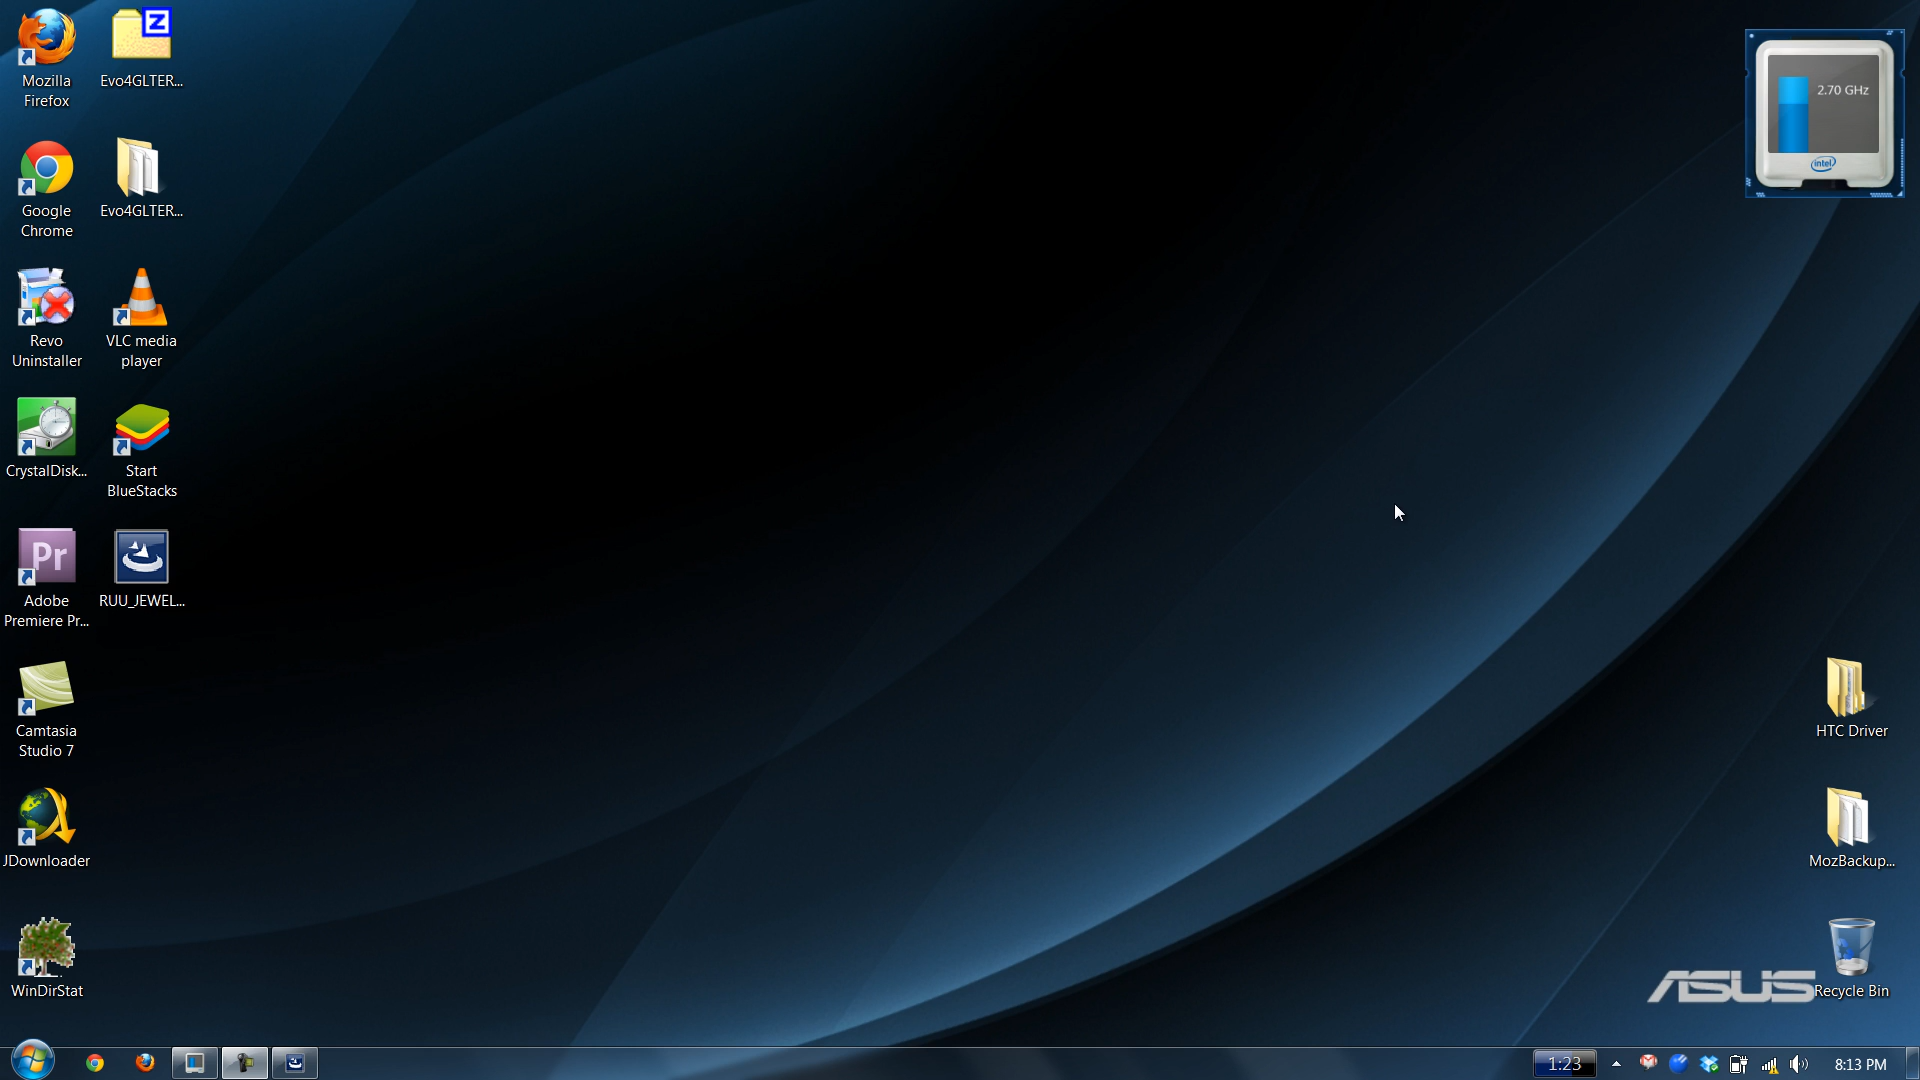 Mozilla
Firefox
Evo4GLTER...
Z
Google
Chrome
Evo4GLTER...
Revo
Uninstaller
VLC media
player
CrystalDisk...
Start
BlueStacks
Pr
Adobe
Premiere Pr...
RUU_JEWEL...
Camtasia
Studio 7
JDownloader
WinDirStat
2.70 GHz
intel
HTC Driver
MozBackup...
ASUS
Recycle Bin
1:23
8:13 PM